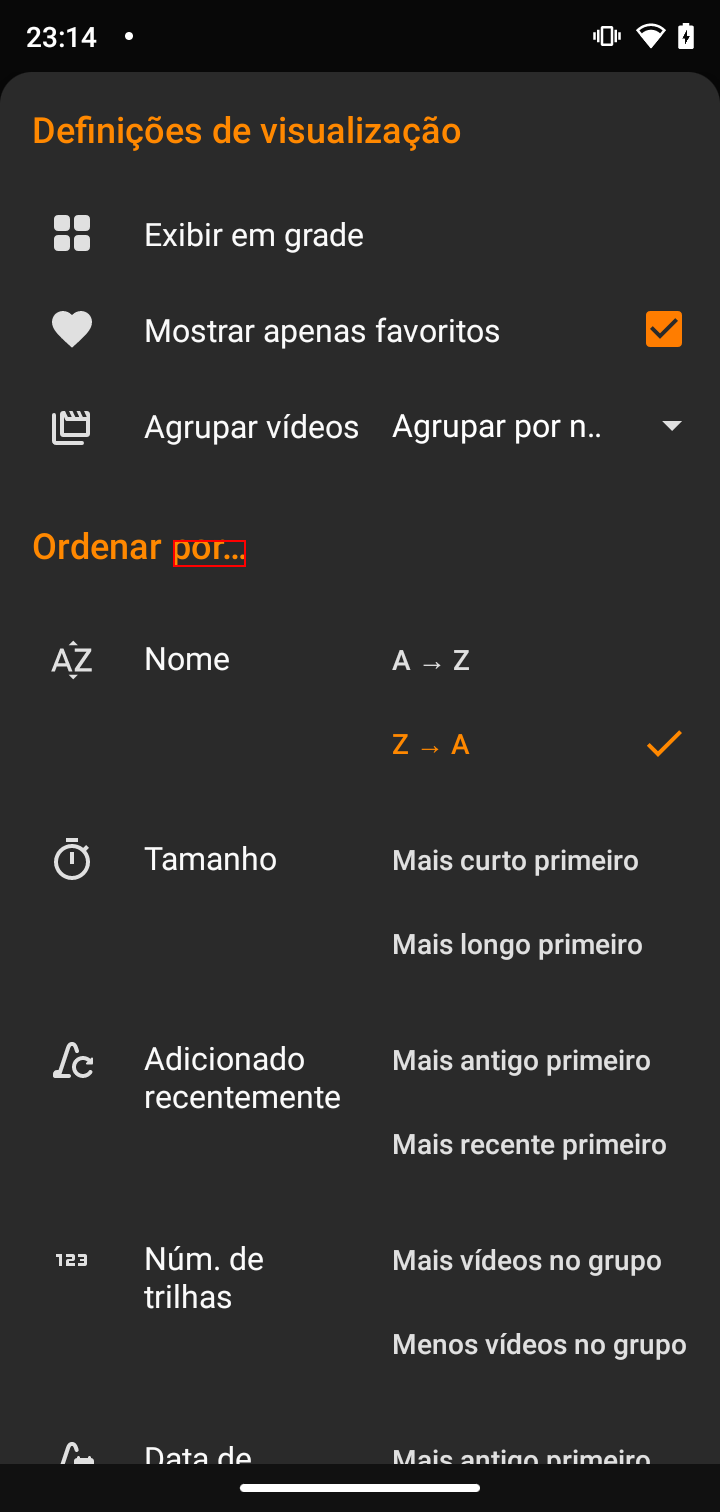 23:14
Definições de visualização
Exibir em grade
Mostrar apenas favoritos
Agrupar vídeos Agrupar por n..
Ordenar por...
AZ Nome A → Z
Z → A
Tamanho Mais curto primeiro
Mais longo primeiro
Adicionado Mais antigo primeiro
recentemente
Mais recente primeiro
123 Núm. de Mais vídeos no grupo
trilhas
Menos vídeos no grupo
Data de Mais antigo primeiro